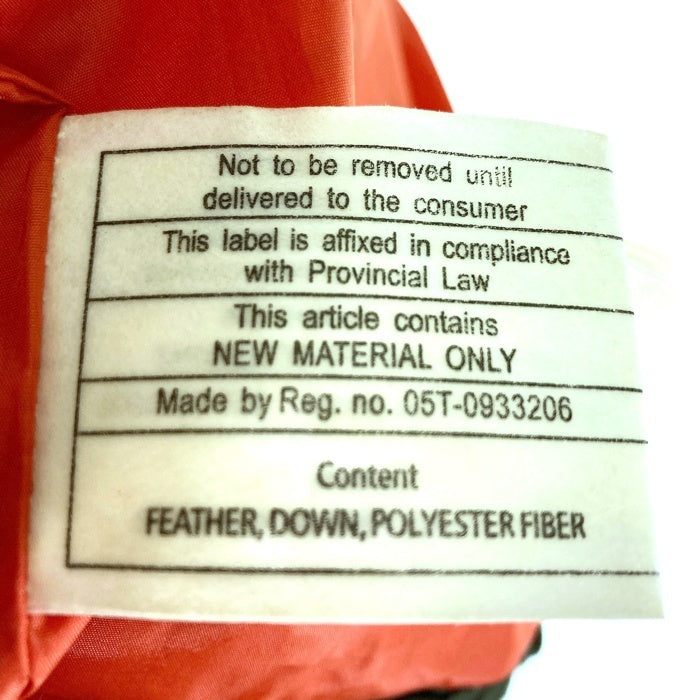 Not to be removed until
delivered to the consumer
This label is affixed in compliance
with Provincial Law
This article contains
NEW MATERIAL ONLY
Made by Reg. no. 05T-0933206
Content
FEATHER, DOWN, POLYESTER FIBER